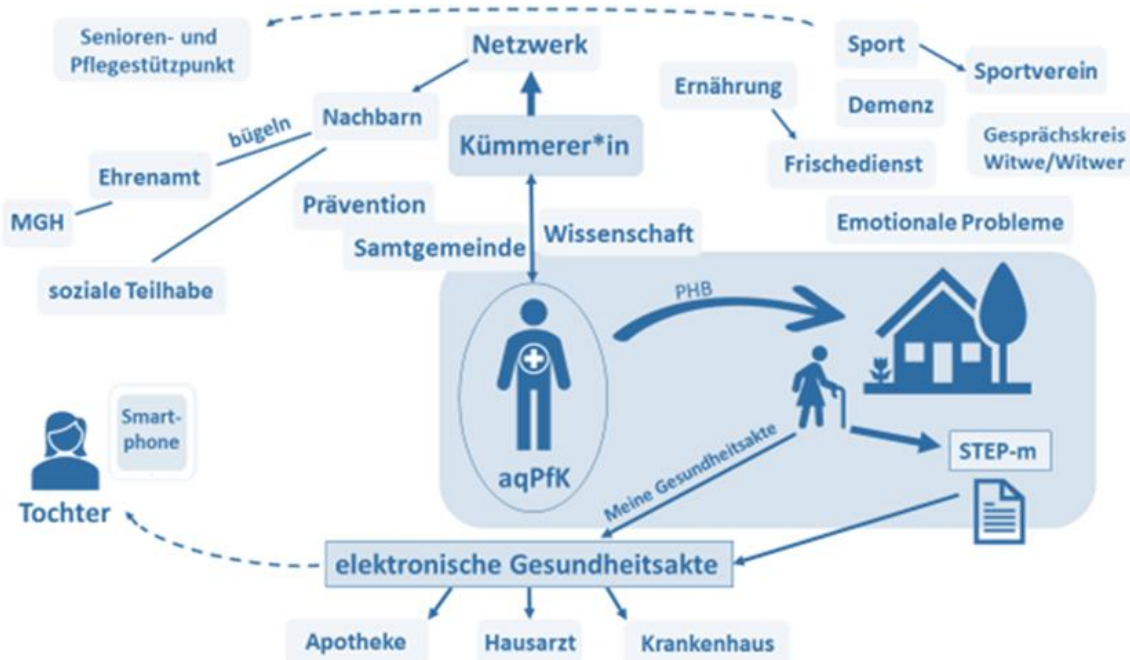 Senioren- und
Pflegestützpunkt
Netzwerk
Sport
Sportverein
Ernährung
Demenz
Nachbarn
bügeln
Kümmerer*in
Gesprächskreis
Witwe/Witwer
Frischedienst
Ehrenamt
MGH
Prävention
Samtgemeinde
Wissenschaft
Emotionale Probleme
soziale Teilhabe
PHB
Smart-
phone
Tochter
aqPfK
Meine Gesundheitsakte
STEP-m
elektronische Gesundheitsakte
Apotheke
Hausarzt
Krankenhaus